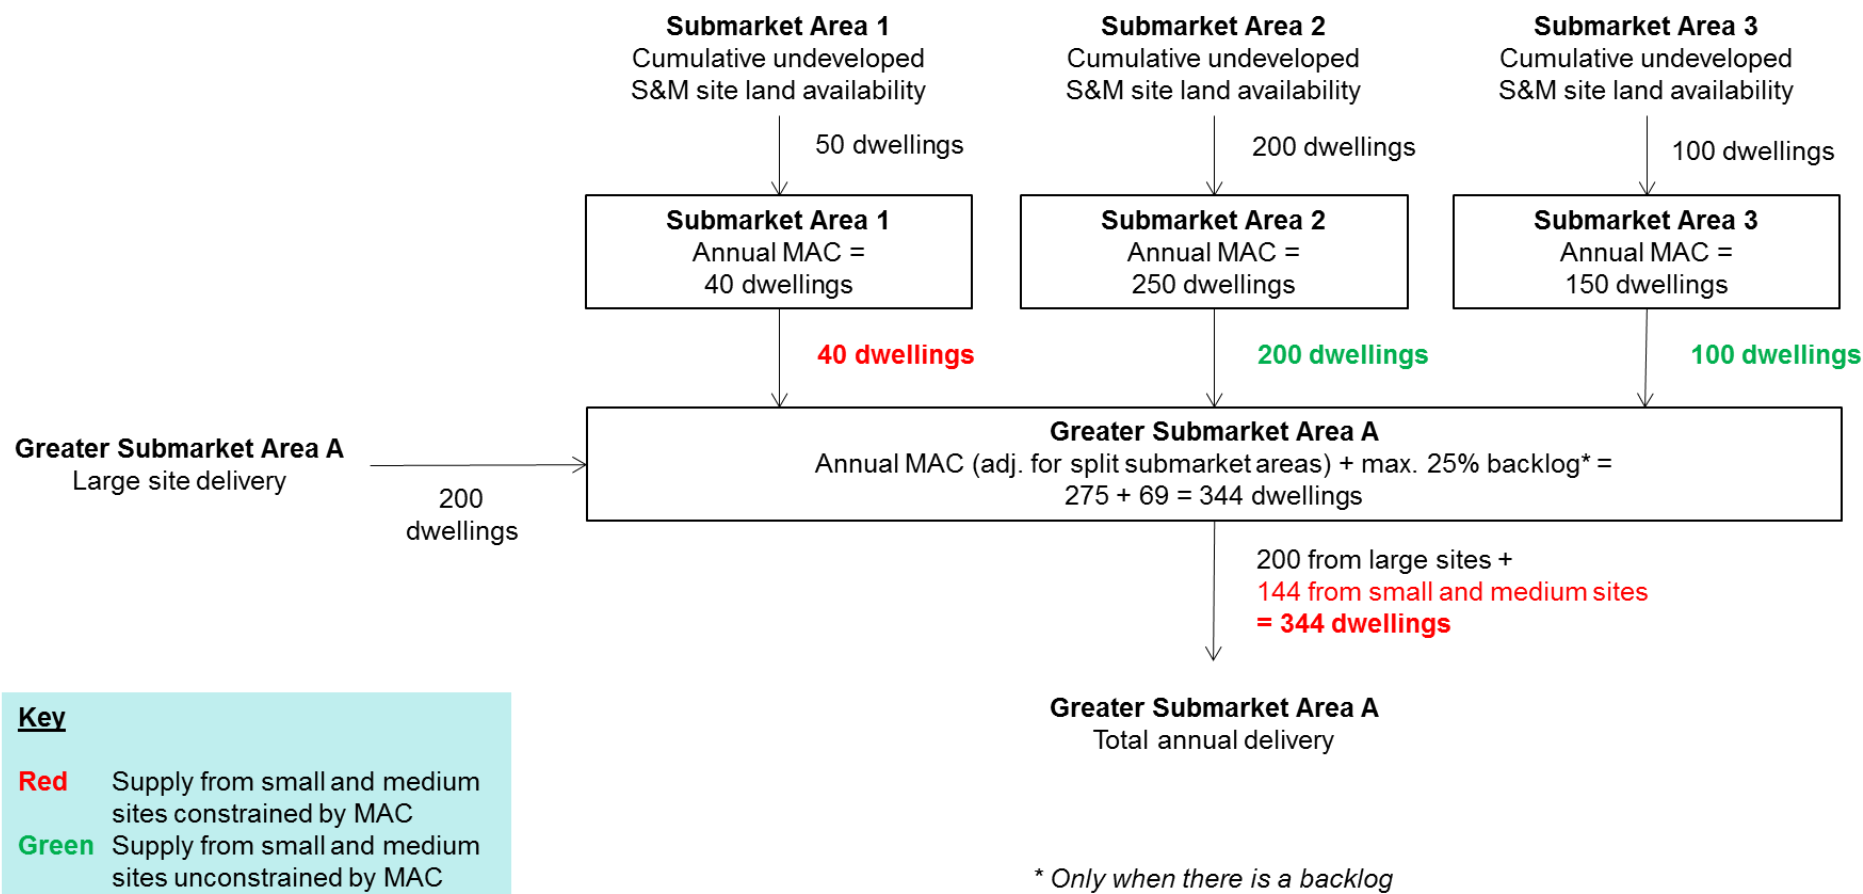 Submarket Area 1
Cumulative undeveloped
S&M site land availability
Submarket Area 2
Cumulative undeveloped
S&M site land availability
Submarket Area 3
Cumulative undeveloped
S&M site land availability
50 dwellings
200 dwellings
100 dwellings
Submarket Area 1
Annual MAC =
40 dwellings
Submarket Area 2
Annual MAC =
250 dwellings
Submarket Area 3
Annual MAC =
150 dwellings
40 dwellings
200 dwellings
100 dwellings
Greater Submarket Area A
Large site delivery
200
dwellings
Greater Submarket Area A
Annual MAC (adj. for split submarket areas) + max. 25% backlog* =
275 + 69 = 344 dwellings
200 from large sites +
144 from small and medium sites
= 344 dwellings
Greater Submarket Area A
Total annual delivery
Key
Red Supply from small and medium
sites constrained by MAC
Green Supply from small and medium
sites unconstrained by MAC
* Only when there is a backlog